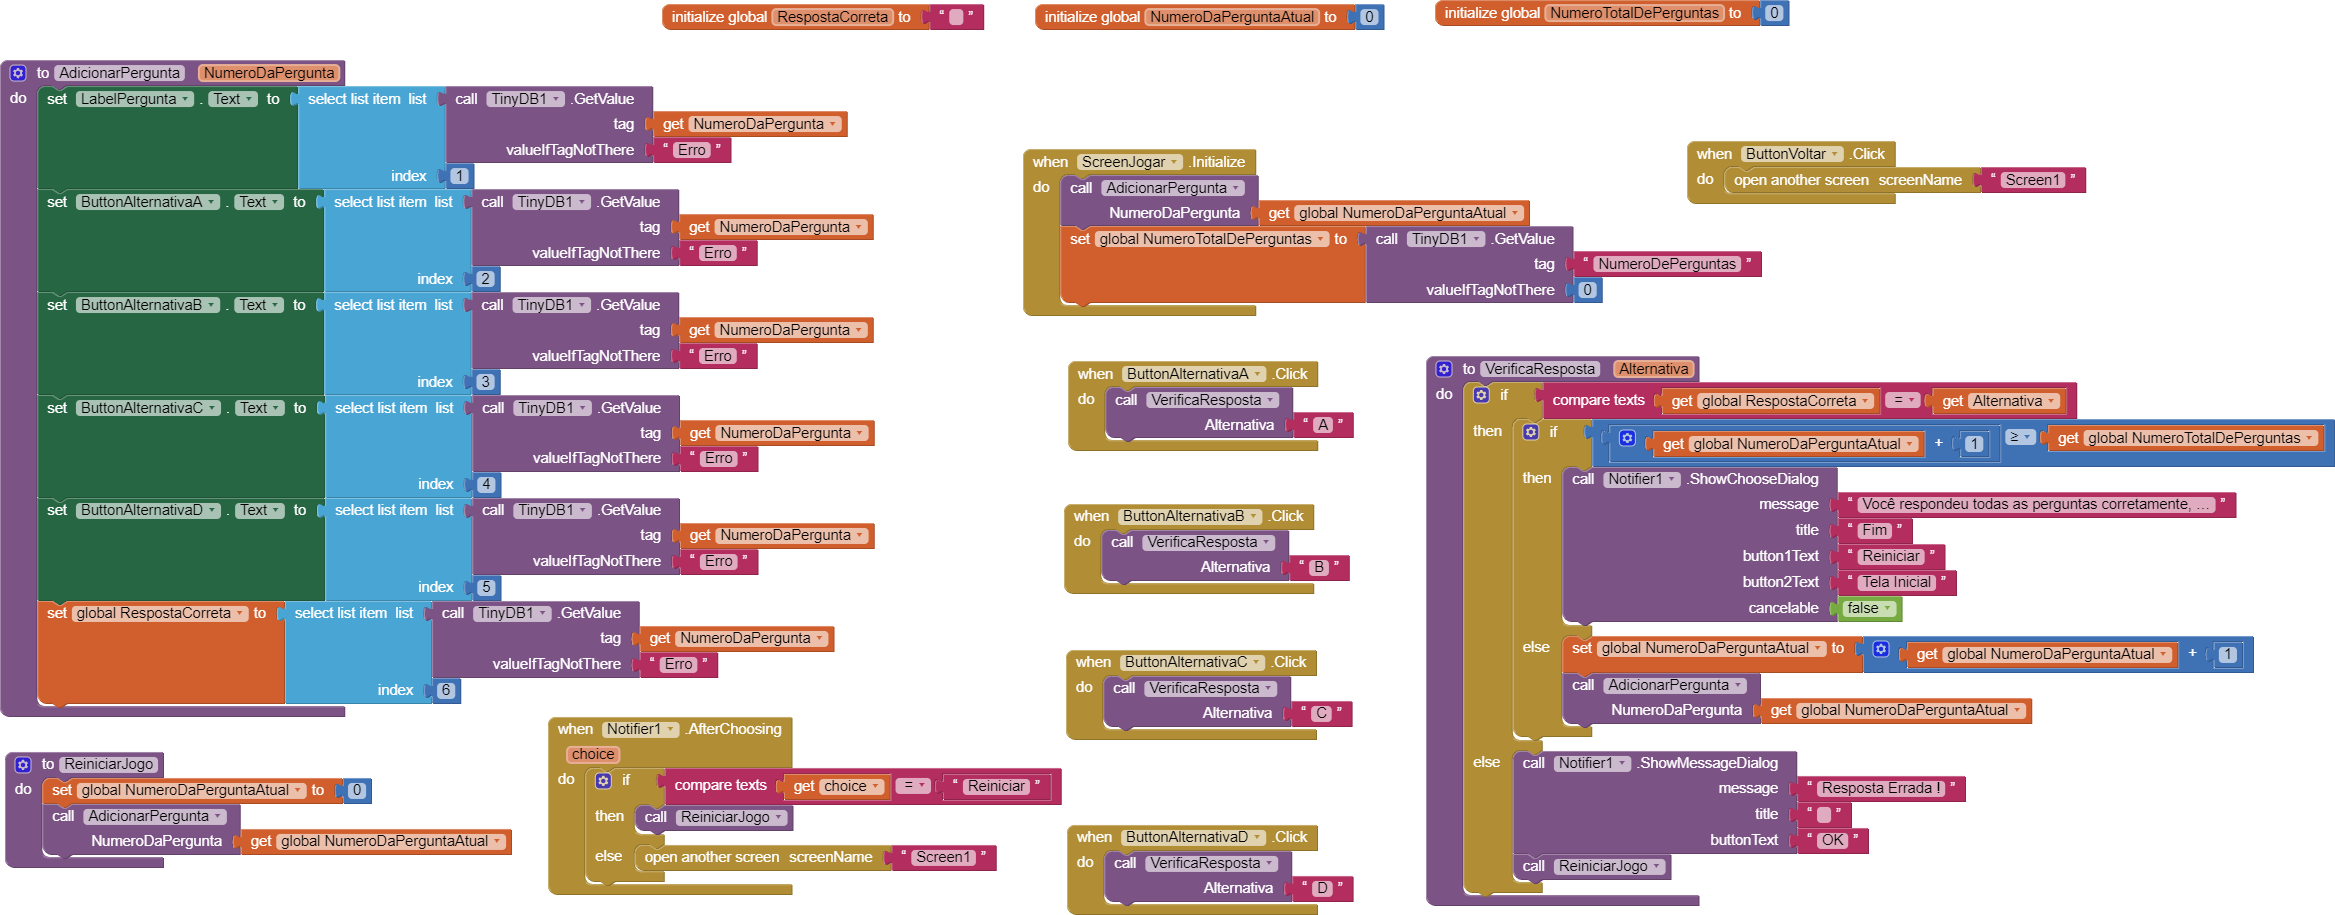 initialize global RespostaCorreta to “ ”
initialize global NumeroDaPerguntaAtual to 0
initialize global NumeroTotalDePerguntas to 0
to AdicionarPergunta NumeroDaPergunta
do set LabelPergunta . Text to select list item list call TinyDB1 .GetValue
tag get NumeroDaPergunta
valueIfTagNotThere “ Erro ”
index 1
set ButtonAlternativaA . Text to select list item list call TinyDB1 .GetValue
tag get NumeroDaPergunta
valueIfTagNotThere “ Erro ”
index 2
set ButtonAlternativaB . Text to select list item list call TinyDB1 .GetValue
tag get NumeroDaPergunta
valueIfTagNotThere “ Erro ”
index 3
set ButtonAlternativaC . Text to select list item list call TinyDB1 .GetValue
tag get NumeroDaPergunta
valueIfTagNotThere “ Erro ”
index 4
set ButtonAlternativaD . Text to select list item list call TinyDB1 .GetValue
tag get NumeroDaPergunta
valueIfTagNotThere “ Erro ”
index 5
set global RespostaCorreta to select list item list call TinyDB1 .GetValue
tag get NumeroDaPergunta
valueIfTagNotThere “ Erro ”
index 6
to ReiniciarJogo
do set global NumeroDaPerguntaAtual to 0
call AdicionarPergunta
NumeroDaPergunta get global NumeroDaPerguntaAtual
when Notifier1 .AfterChoosing
choice
do if compare texts get choice = “ Reiniciar ”
then call ReiniciarJogo
else open another screen screenName “ Screen1 ”
when ScreenJogar .Initialize
do call AdicionarPergunta
NumeroDaPergunta get global NumeroDaPerguntaAtual
set global NumeroTotalDePerguntas to call TinyDB1 .GetValue
tag “ NumeroDePerguntas ”
valueIfTagNotThere 0
when ButtonVoltar .Click
do open another screen screenName “ Screen1 ”
when ButtonAlternativaA .Click
do call VerificaResposta
Alternativa “ A ”
when ButtonAlternativaB .Click
do call VerificaResposta
Alternativa “ B ”
when ButtonAlternativaC .Click
do call VerificaResposta
Alternativa “ C ”
when ButtonAlternativaD .Click
do call VerificaResposta
Alternativa “ D ”
to VerificaResposta Alternativa
do if compare texts get global RespostaCorreta = get Alternativa
then if get global NumeroDaPerguntaAtual + 1 ≥ get global NumeroTotalDePerguntas
then call Notifier1 .ShowChooseDialog
message “ Você respondeu todas as perguntas corretamente, ... ”
title “ Fim ”
button1Text “ Reiniciar ”
button2Text “ Tela Inicial ”
cancelable false
else set global NumeroDaPerguntaAtual to get global NumeroDaPerguntaAtual + 1
call AdicionarPergunta
NumeroDaPergunta get global NumeroDaPerguntaAtual
else call Notifier1 .ShowMessageDialog
message “ Resposta Errada ! ”
title “ ”
buttonText “ OK ”
call ReiniciarJogo